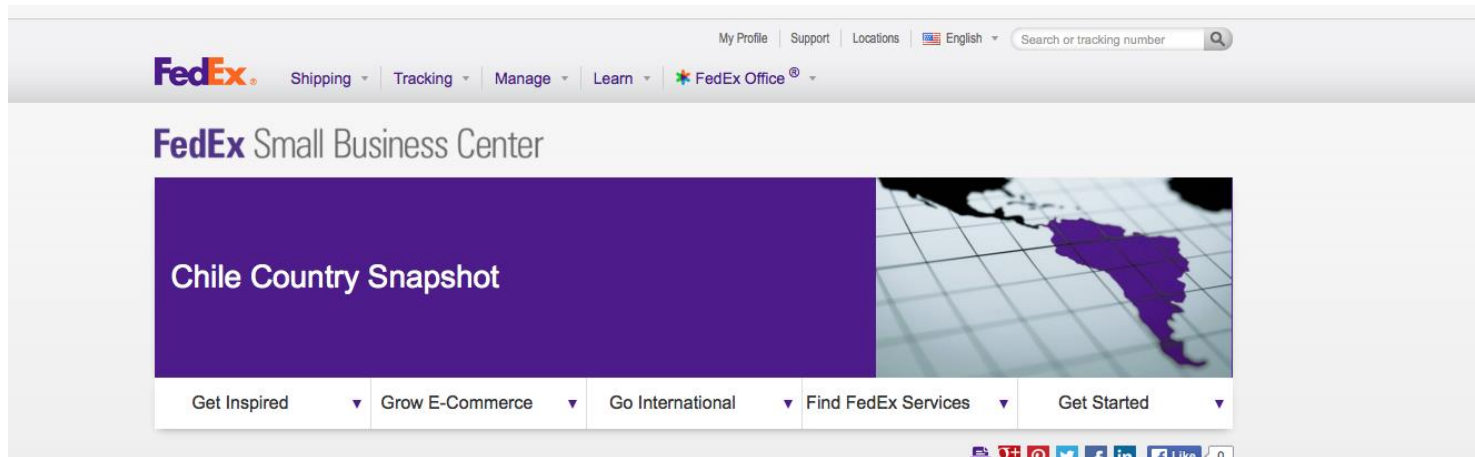 My Profile Support Locations English Search or tracking number
FedEx® Shipping Tracking Manage Learn FedEx Office ®
FedEx Small Business Center
Chile Country Snapshot
Get Inspired Grow E-Commerce Go International Find FedEx Services Get Started
in f Like 0